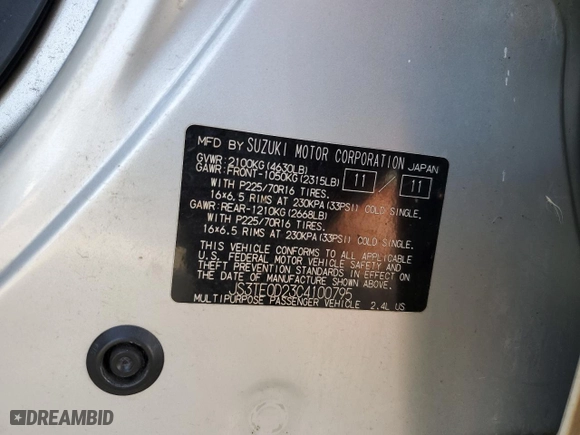 MFD BY SUZUKI MOTOR CORPORATION JAPAN
GVWR:2100KG(4630LB)
GAWR:FRONT-1050KG(2315LB) 11 / 11
WITH P225/70R16 TIRES.
16×6.5 RIMS AT 230KPA(33PSI) COLD SINGLE.
GAWR:REAR-1210KG(2668LB)
WITH P225/70R16 TIRES.
16×6.5 RIMS AT 230KPA(33PSI) COLD SINGLE.
THIS VEHICLE CONFORMS TO ALL APPLICABLE
U.S. FEDERAL MOTOR VEHICLE SAFETY AND
THEFT PREVENTION STANDARDS IN EFFECT ON
THE DATE OF MANUFACTURE SHOWN ABOVE.
JS3TE0D23C4100795
MULTIPURPOSE PASSENGER VEHICLE 2.4L US
DREAMBID